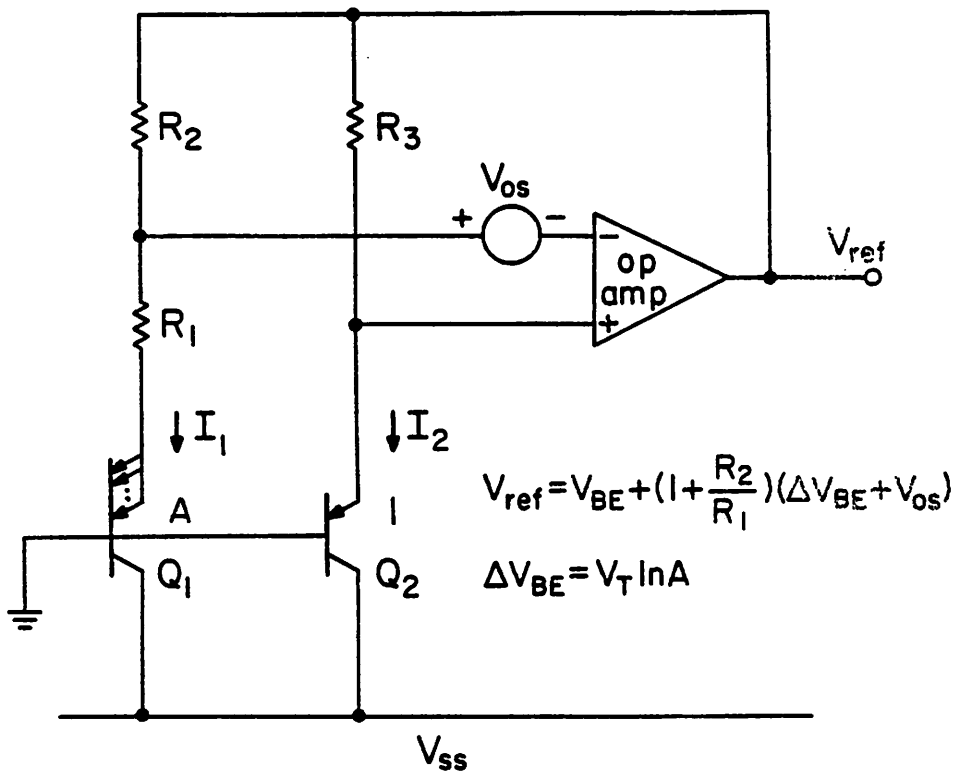 R2
R3
Vos
+ −
−
op
amp
+
Vref
R1
I1
I2
A
1
Q1
Q2
Vref = VBE + (1 + R2/R1)(ΔVBE + Vos)
ΔVBE = VT lnA
Vss